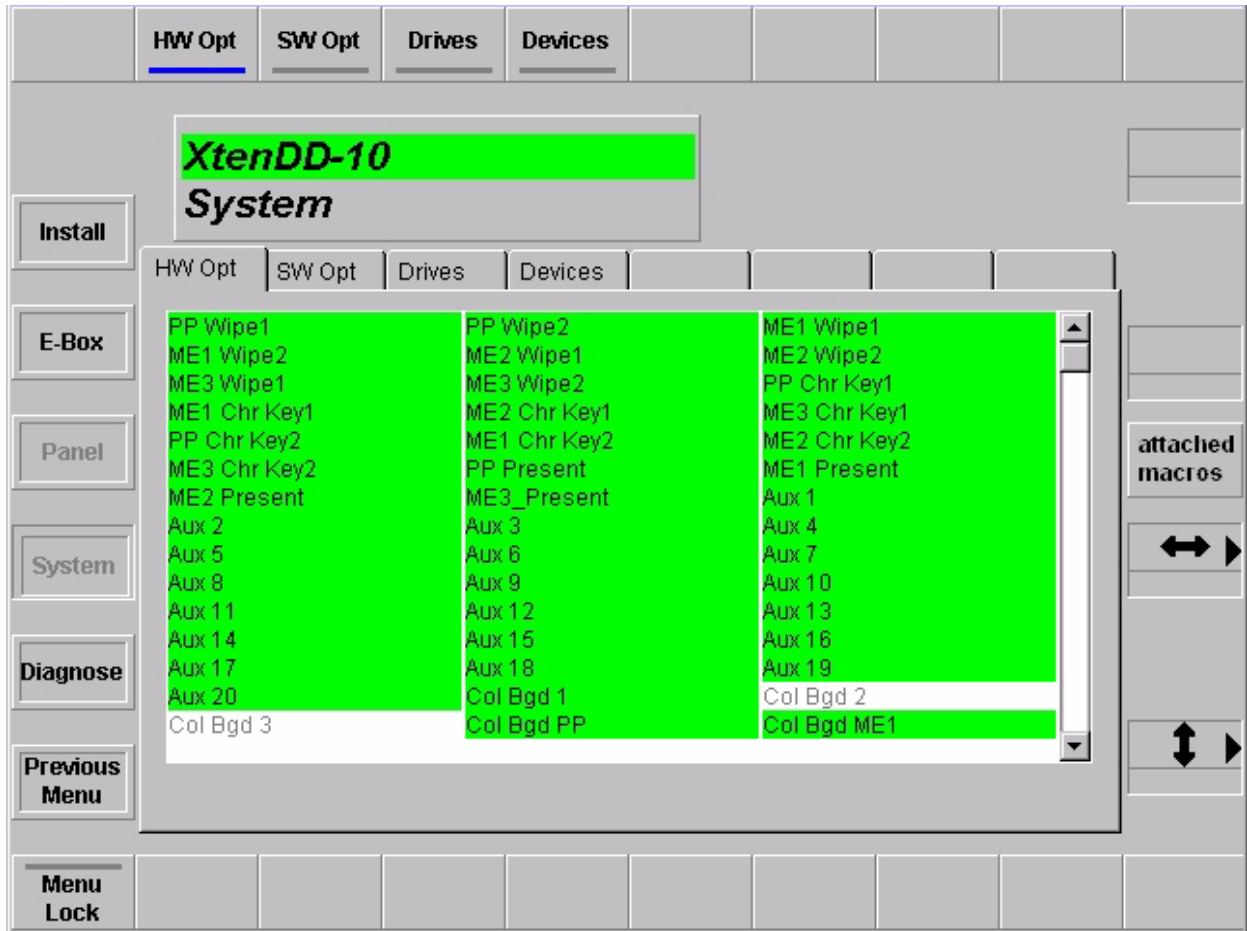 HW Opt SW Opt Drives Devices
XtenDD-10
System
Install
E-Box
Panel
System
Diagnose
Previous
Menu
Menu
Lock
HW Opt SW Opt Drives Devices
PP Wipe1 PP Wipe2 ME1 Wipe1
ME1 Wipe2 ME2 Wipe1 ME2 Wipe2
ME3 Wipe1 ME3 Wipe2 PP Chr Key1
ME1 Chr Key1 ME2 Chr Key1 ME3 Chr Key1
PP Chr Key2 ME1 Chr Key2 ME2 Chr Key2
ME3 Chr Key2 PP Present ME1 Present
ME2 Present ME3_Present Aux 1
Aux 2 Aux 3 Aux 4
Aux 5 Aux 6 Aux 7
Aux 8 Aux 9 Aux 10
Aux 11 Aux 12 Aux 13
Aux 14 Aux 15 Aux 16
Aux 17 Aux 18 Aux 19
Aux 20 Col Bgd 1 Col Bgd 2
Col Bgd 3 Col Bgd PP Col Bgd ME1
attached
macros